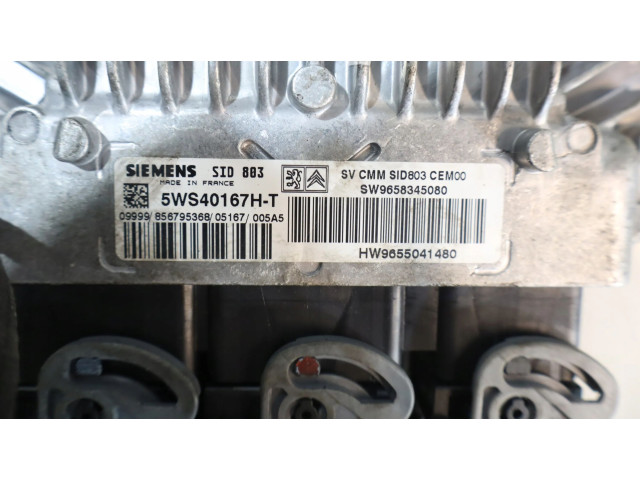 SIEMENS SID 803
MADE IN FRANCE
5WS40167H-T
09999/856795368/05167/005A5
SV CMM SID803 CEM00
SW9658345080
HW9655041480